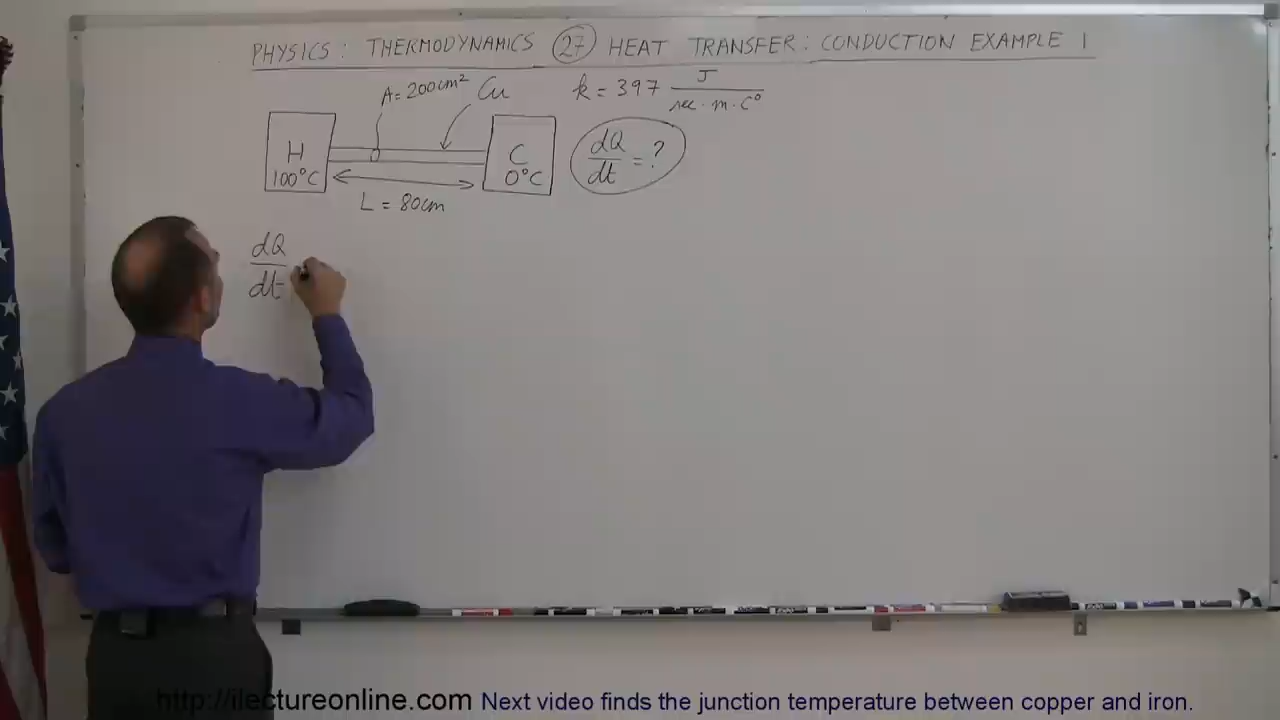 PHYSICS: THERMODYNAMICS 27 HEAT TRANSFER: CONDUCTION EXAMPLE 1
A=200cm² Cu k = 397 J / sec · m · C°
H 100°C
C 0°C
dQ/dt = ?
L = 80cm
dQ/dt
http://ilectureonline.com Next video finds the junction temperature between copper and iron.